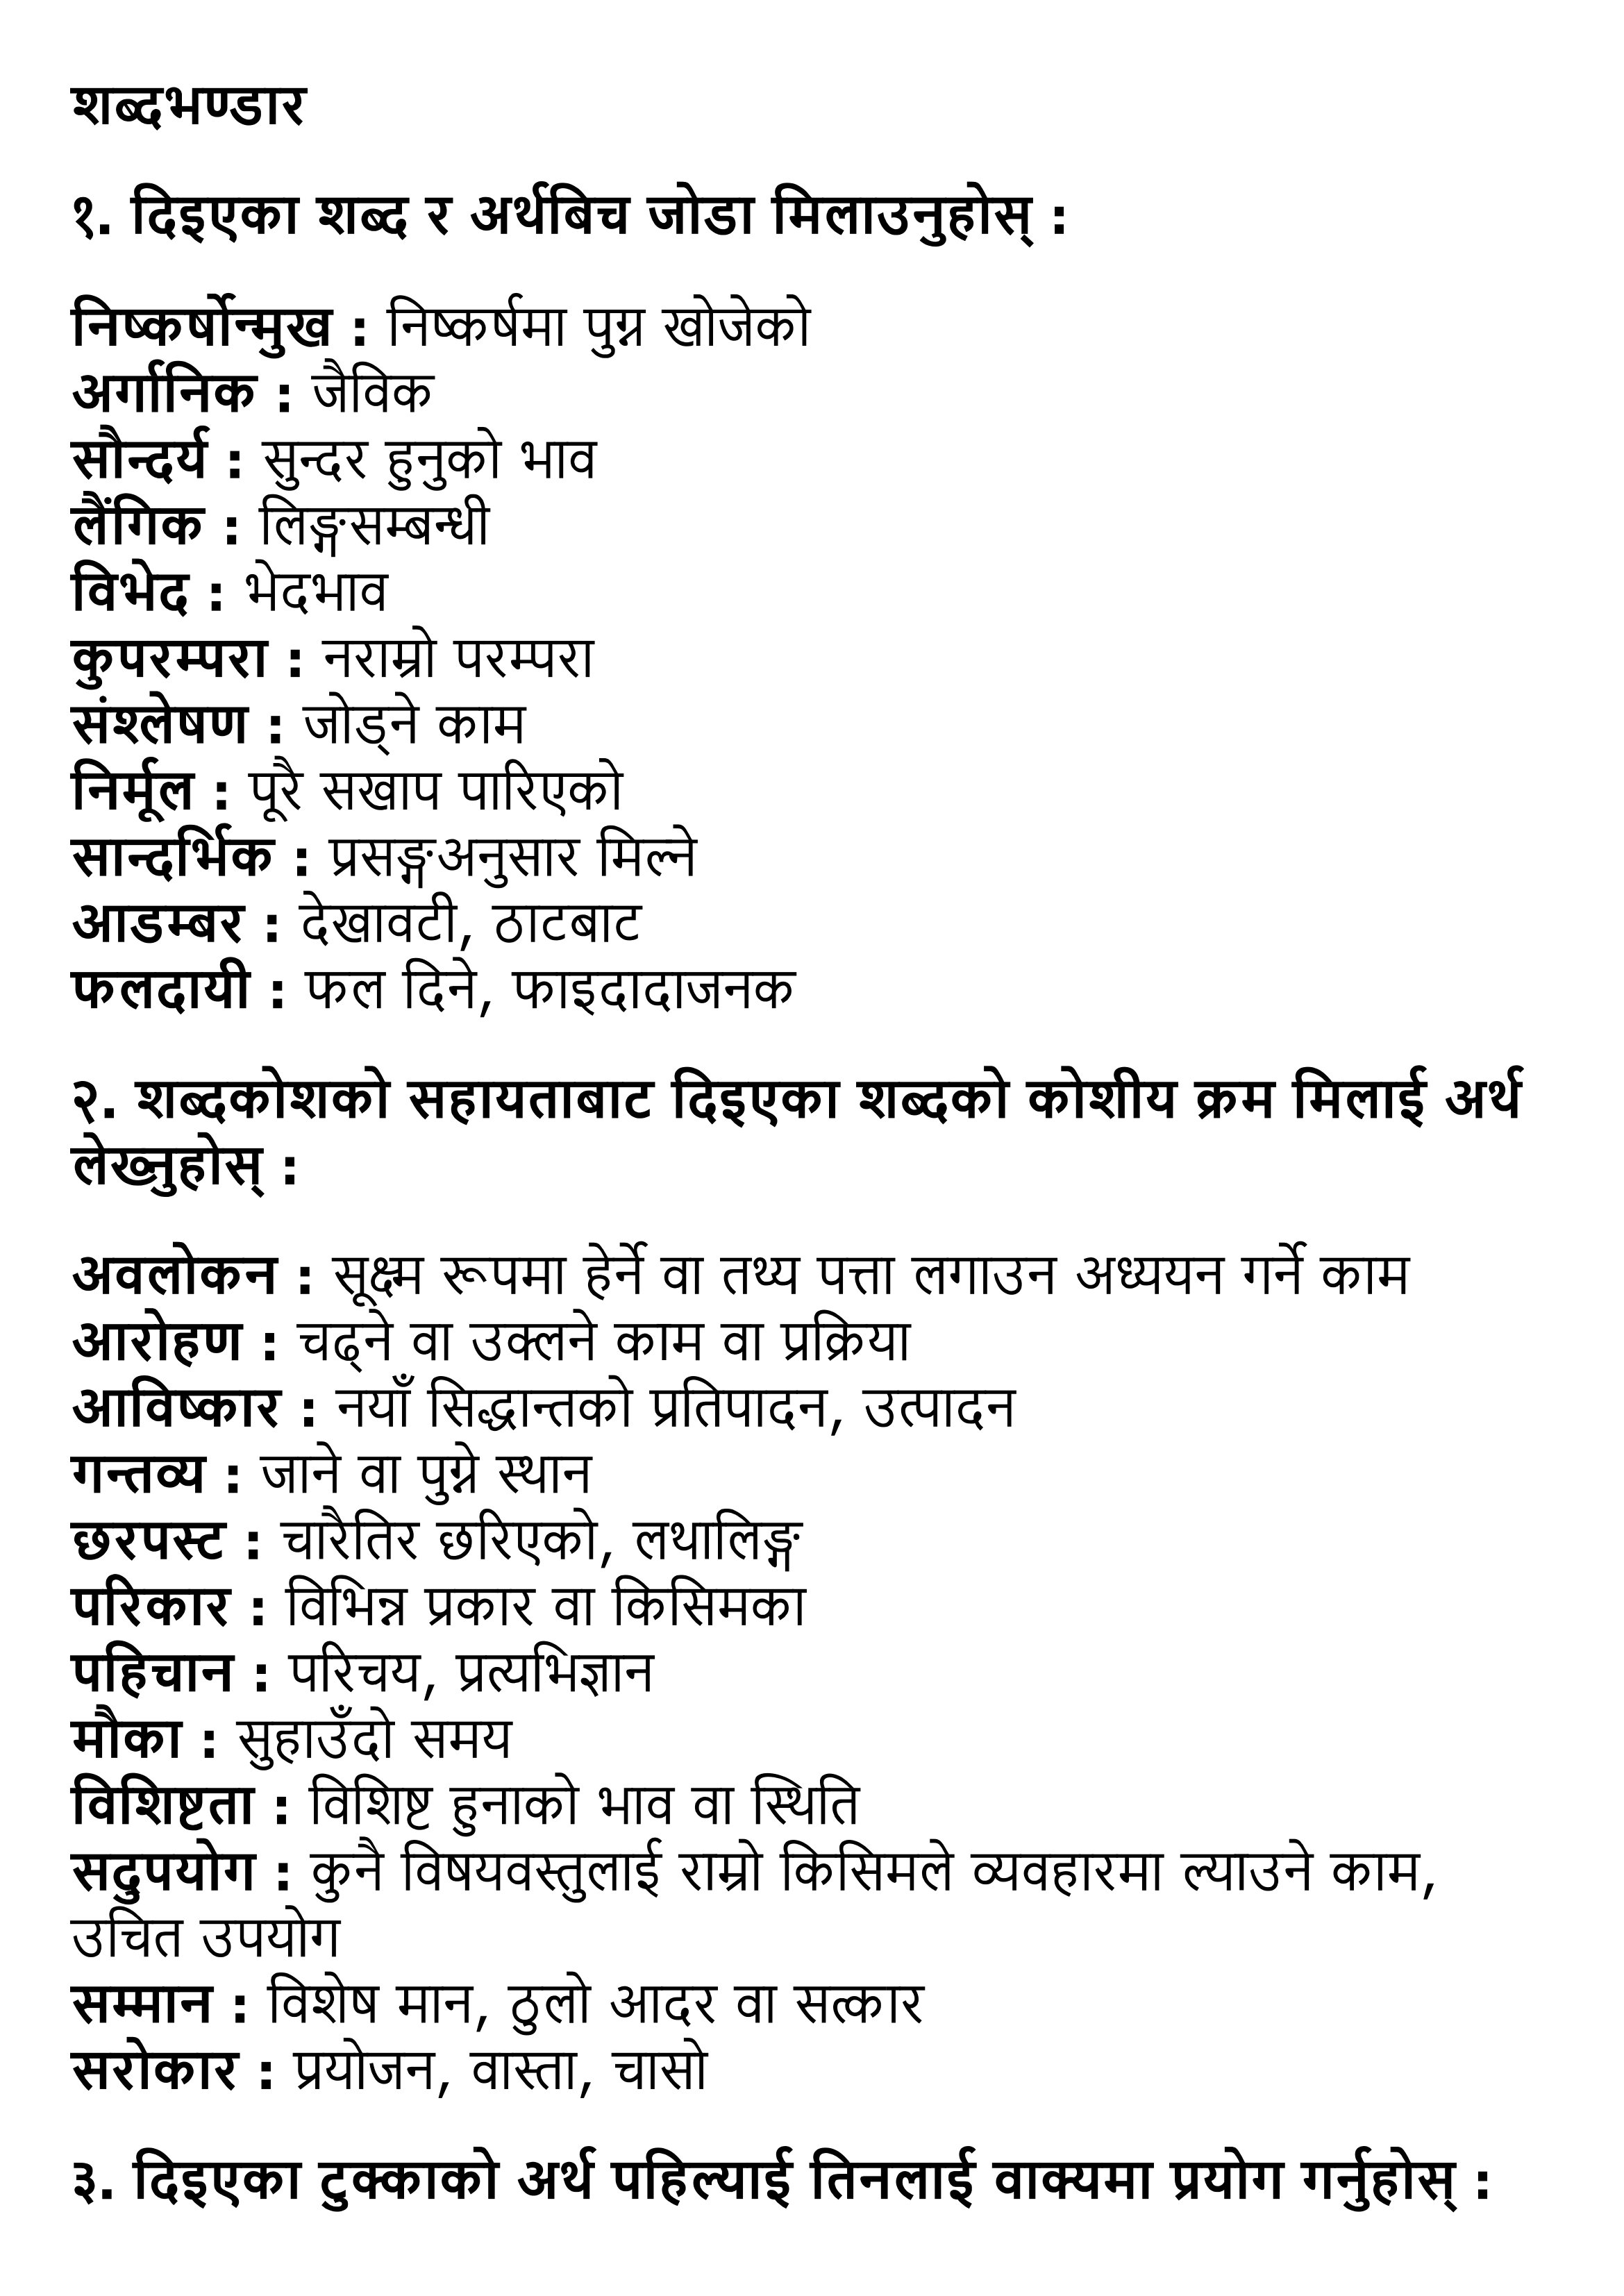 शब्दभण्डार
१. दिइएका शब्द र अर्थबिच जोडा मिलाउनुहोस् :
निष्कर्षोन्मुख : निष्कर्षमा पुग्न खोजेको
अर्गानिक : जैविक
सौन्दर्य : सुन्दर हुनुको भाव
लैंगिक : लिङ्गसम्बन्धी
विभेद : भेदभाव
कुपरम्परा : नराम्रो परम्परा
संश्लेषण : जोड्ने काम
निर्मूल : पूरै सखाप पारिएको
सान्दर्भिक : प्रसङ्गअनुसार मिल्ने
आडम्बर : देखावटी, ठाटबाट
फलदायी : फल दिने, फाइदादाजनक
२. शब्दकोशको सहायताबाट दिइएका शब्दको कोशीय क्रम मिलाई अर्थ
लेख्नुहोस् :
अवलोकन : सूक्ष्म रूपमा हेर्ने वा तथ्य पत्ता लगाउन अध्ययन गर्ने काम
आरोहण : चढ्ने वा उक्लने काम वा प्रक्रिया
आविष्कार : नयाँ सिद्धान्तको प्रतिपादन, उत्पादन
गन्तव्य : जाने वा पुग्ने स्थान
छरपस्ट : चारैतिर छरिएको, लथालिङ्ग
परिकार : विभिन्न प्रकार वा किसिमका
पहिचान : परिचय, प्रत्यभिज्ञान
मौका : सुहाउँदो समय
विशिष्टता : विशिष्ट हुनाको भाव वा स्थिति
सदुपयोग : कुनै विषयवस्तुलाई राम्रो किसिमले व्यवहारमा ल्याउने काम,
उचित उपयोग
सम्मान : विशेष मान, ठुलो आदर वा सत्कार
सरोकार : प्रयोजन, वास्ता, चासो
३. दिइएका टुक्काको अर्थ पहिल्याई तिनलाई वाक्यमा प्रयोग गर्नुहोस् :